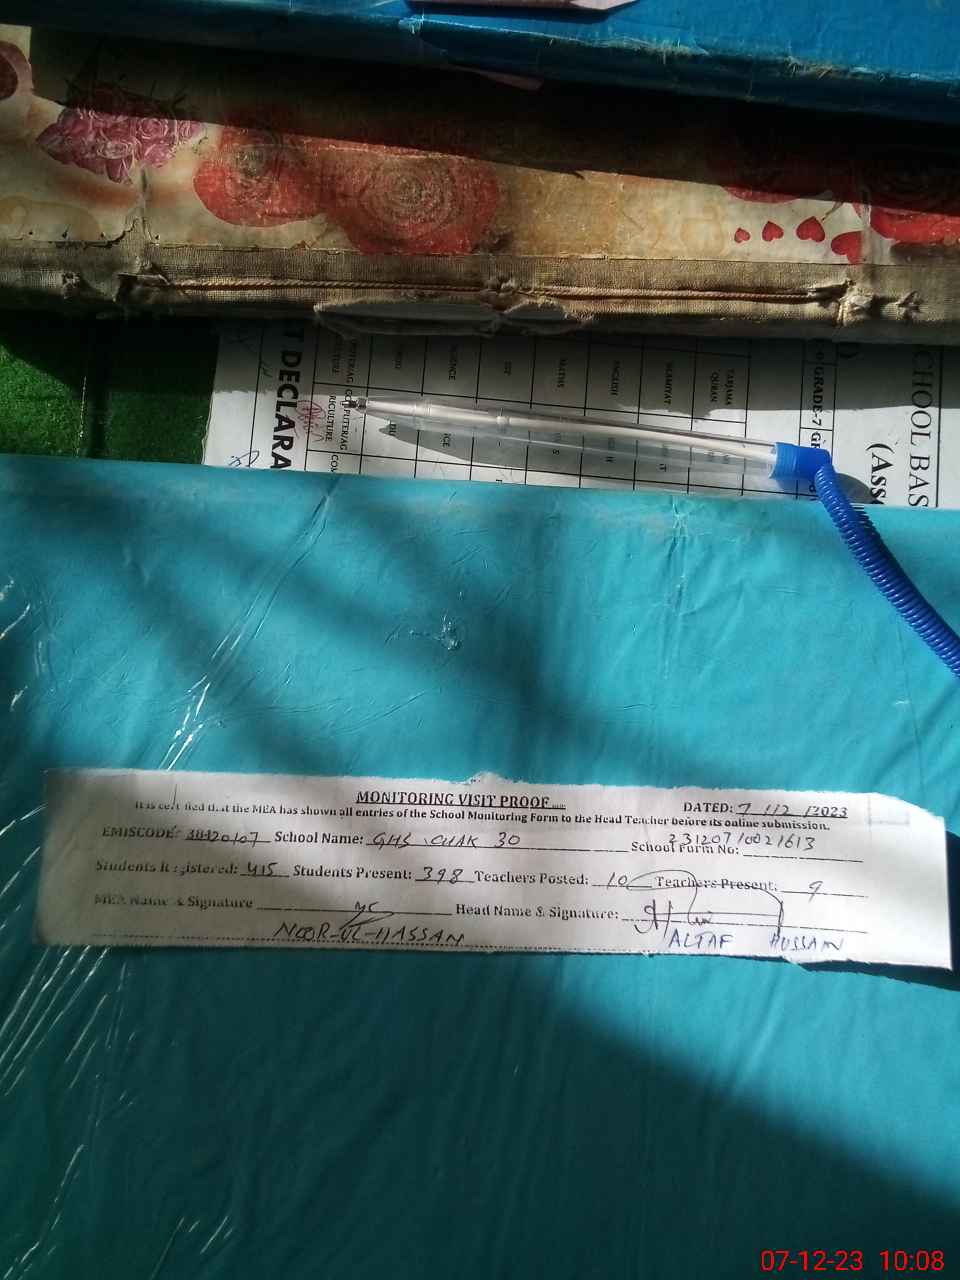 CHOOL BAS
(ASS
GRADE-7
TARJAMA
QURAN
ISLAMIYAT
ENGLISH
MATHS
T DECLARA
MONITORING VISIT PROOF
DATED: 7 /12 /2023
It is certified that the MEA has shown all entries of the School Monitoring Form to the Head Teacher before its online submission.
EMISCODE: 38420107 School Name: GHS CHAK 30 School Form No: 23120710021613
Students Registered: 415 Students Present: 398 Teachers Posted: 10 Teachers Present: 9
MEA Name & Signature Head Name & Signature:
NOOR-UL-HASSAN ALTAF HUSSAIN
07-12-23 10:08